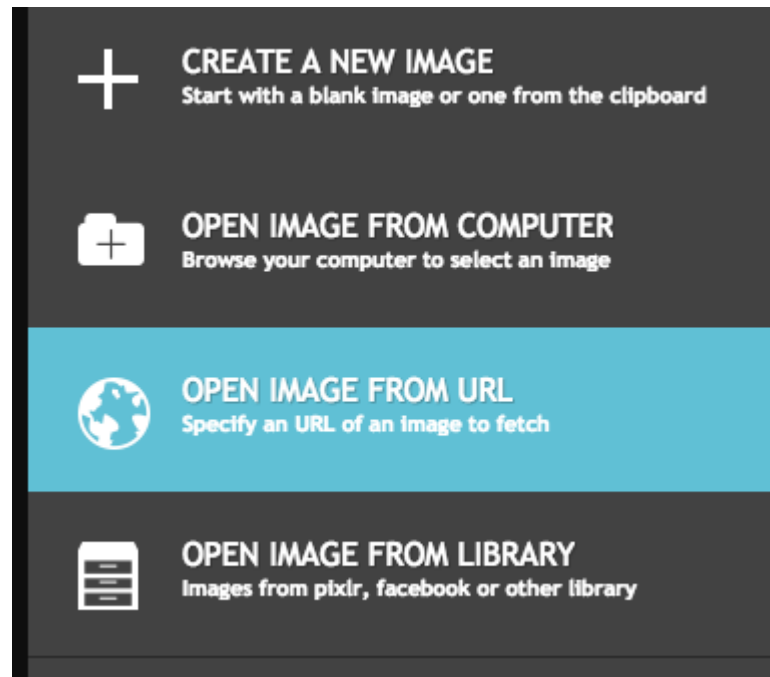 CREATE A NEW IMAGE
Start with a blank image or one from the clipboard
OPEN IMAGE FROM COMPUTER
Browse your computer to select an image
OPEN IMAGE FROM URL
Specify an URL of an image to fetch
OPEN IMAGE FROM LIBRARY
Images from pixlr, facebook or other library